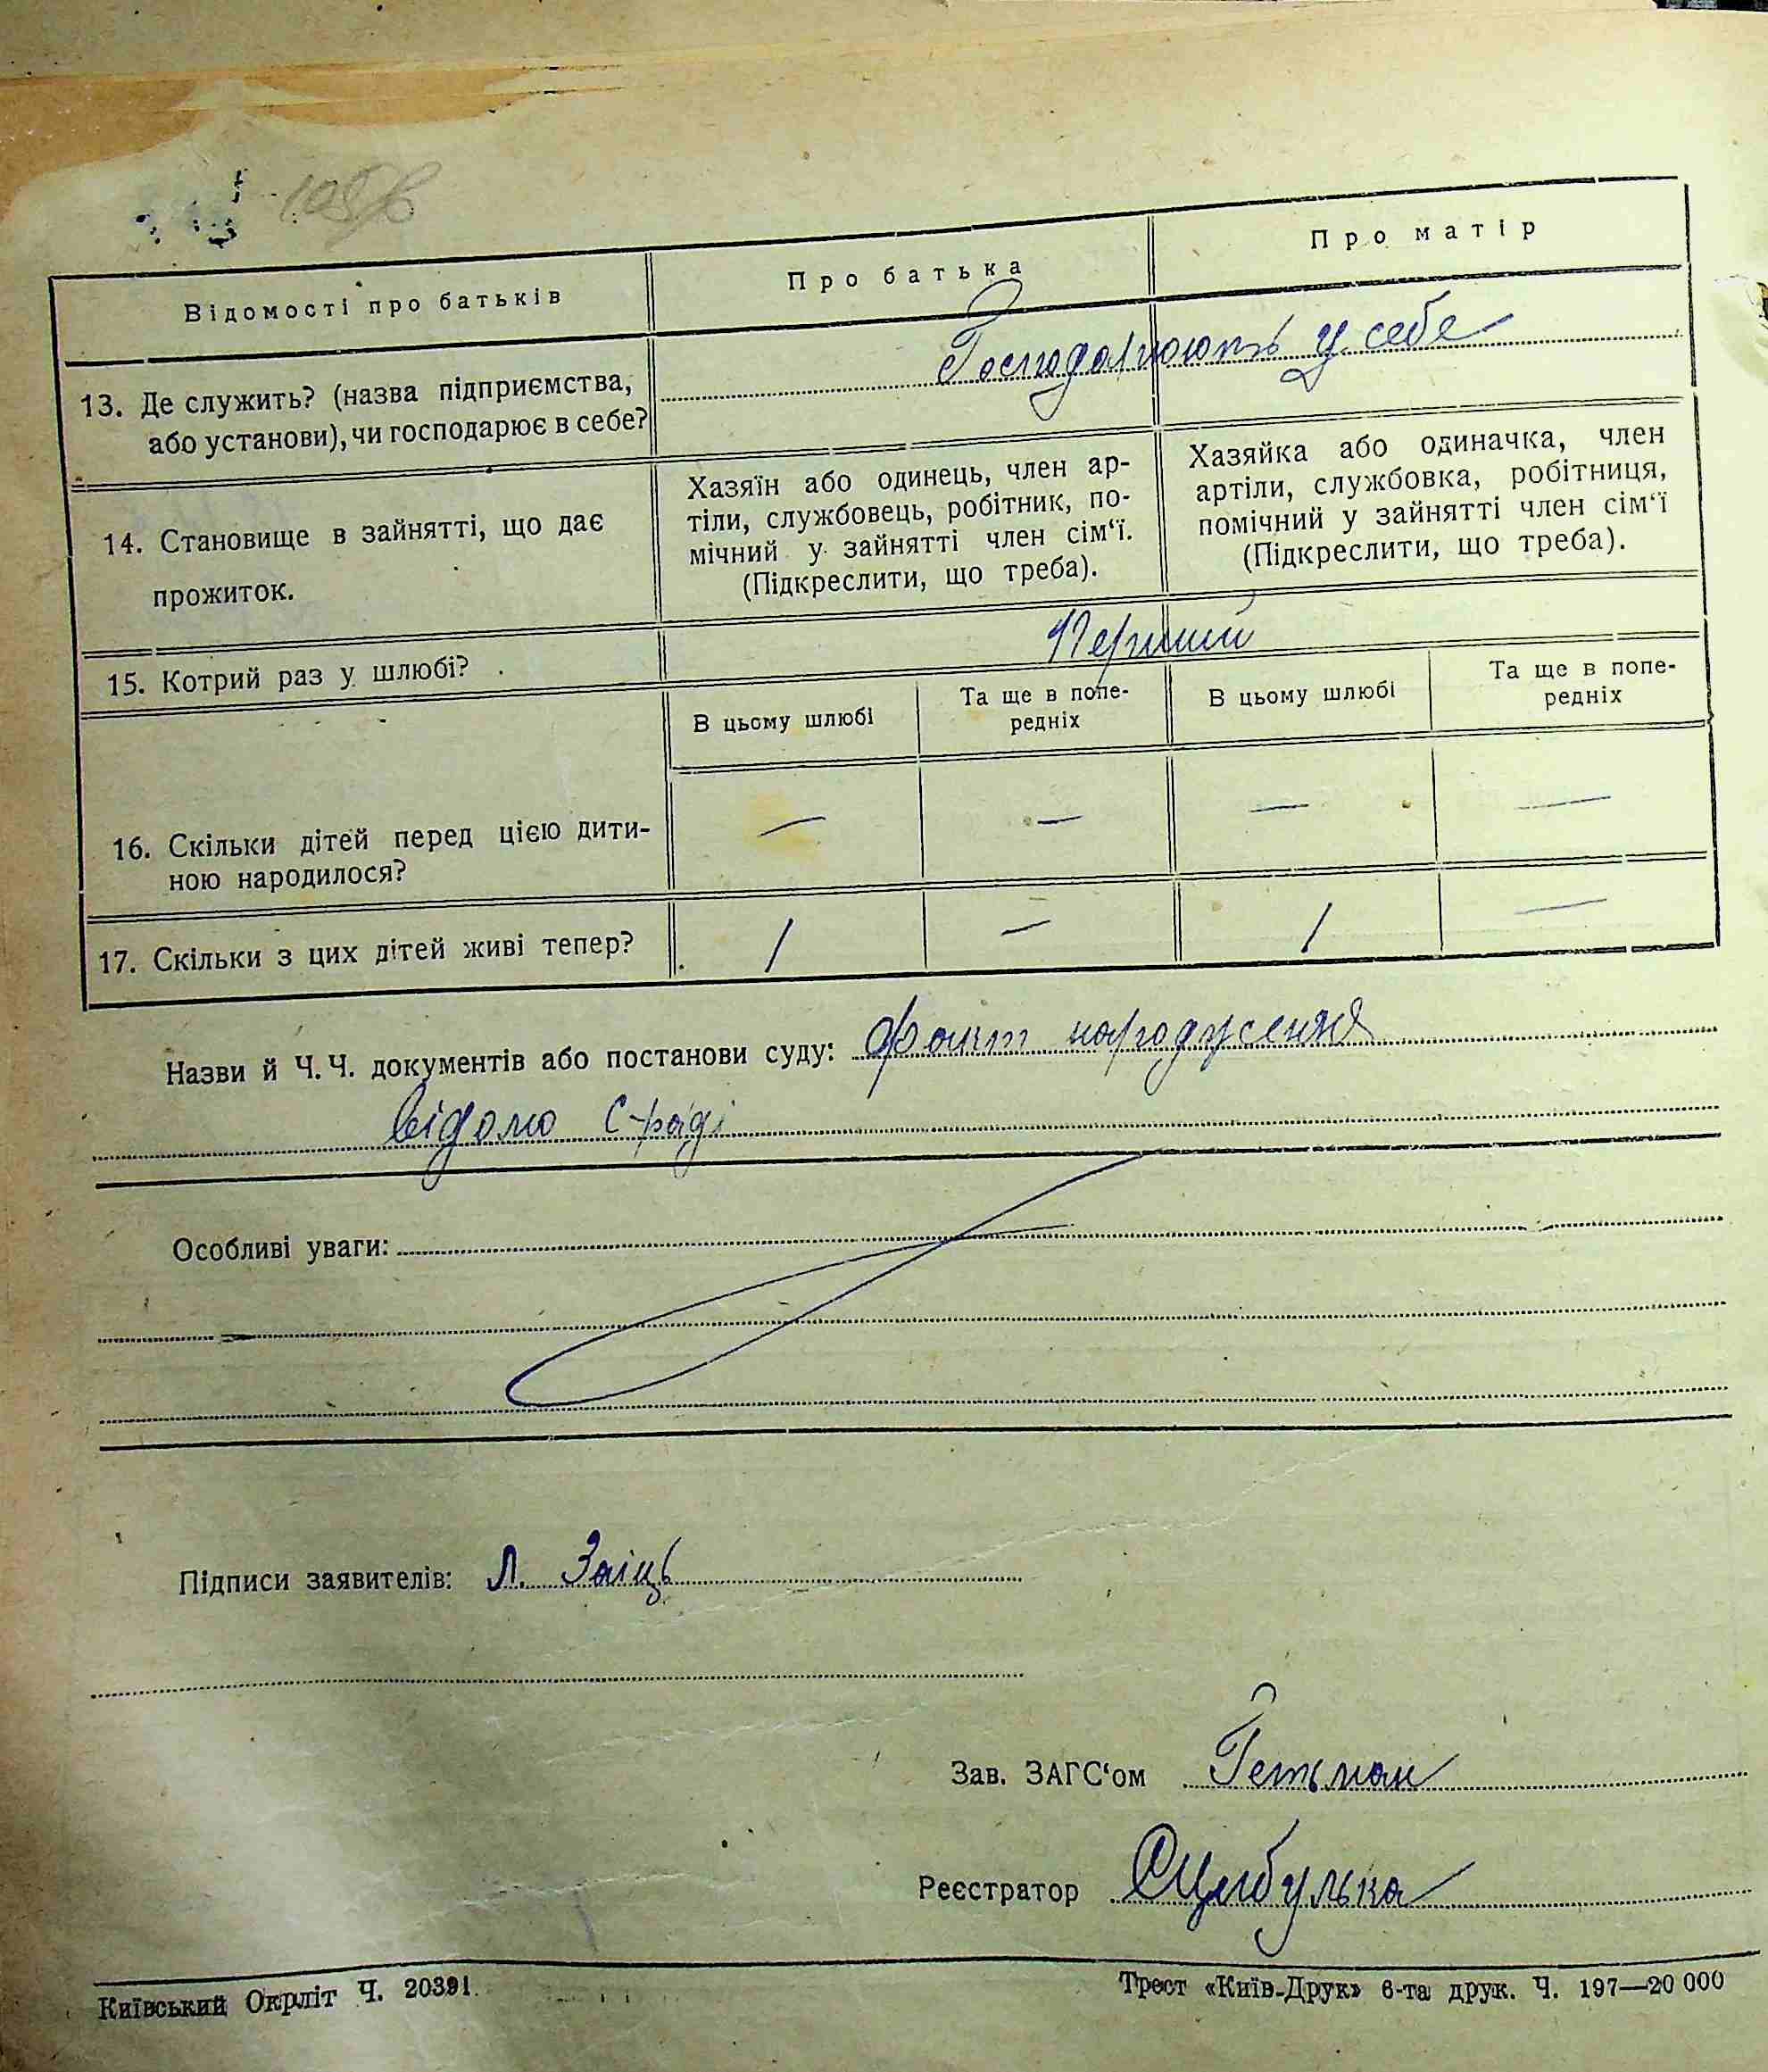 Відомості про батьків
Про батька
Про матір
13. Де служить? (назва підприємства,
або установи), чи господарює в себе?
Господарюють у себе
14. Становище в зайнятті, що дає
прожиток.
Хазяїн або одинець, член ар-
тіли, службовець, робітник, по-
мічний у зайнятті член сім'ї.
(Підкреслити, що треба).
Хазяйка або одиначка, член
артіли, службовка, робітниця,
помічний у зайнятті член сім'ї
(Підкреслити, що треба).
15. Котрий раз у шлюбі?
Перший
В цьому шлюбі
Та ще в попе-
редніх
В цьому шлюбі
Та ще в попе-
редніх
16. Скільки дітей перед цією дити-
ною народилося?
— — — —
17. Скільки з цих дітей живі тепер?
1 — 1 —
Назви й Ч.Ч. документів або постанови суду: факт народження
відомо С-раді
Особливі уваги:
Підписи заявителів: Л. Заіць
Зав. ЗАГС'ом Гетьман
Реєстратор СЦибулька
Київський Окрліт Ч. 20391.
Трест «Київ-Друк» 6-та друк. Ч. 197—20 000